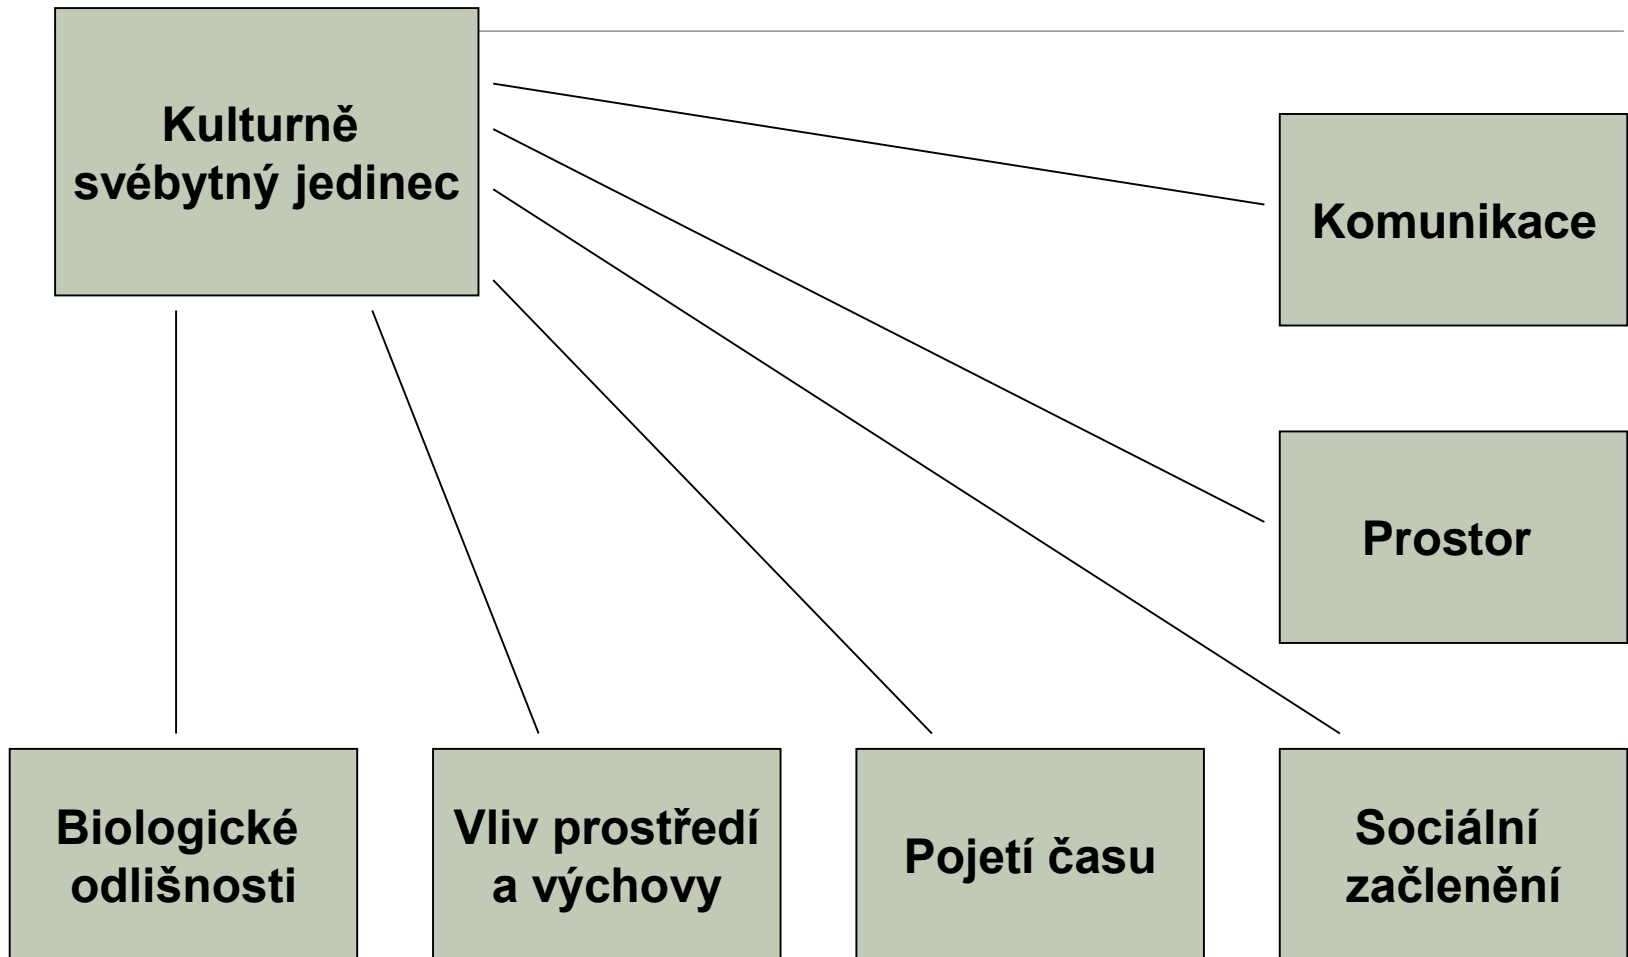 Kulturně
svébytný jedinec
Komunikace
Prostor
Biologické
odlišnosti
Vliv prostředí
a výchovy
Pojetí času
Sociální
začlenění